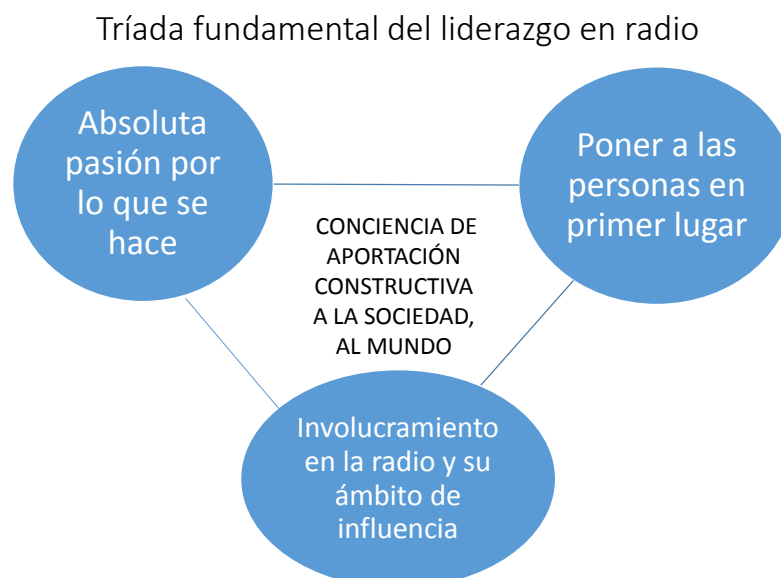 Tríada fundamental del liderazgo en radio
Absoluta
pasión por
lo que se
hace
Poner a las
personas en
primer lugar
CONCIENCIA DE
APORTACIÓN
CONSTRUCTIVA
A LA SOCIEDAD,
AL MUNDO
Involucramiento
en la radio y su
ámbito de
influencia